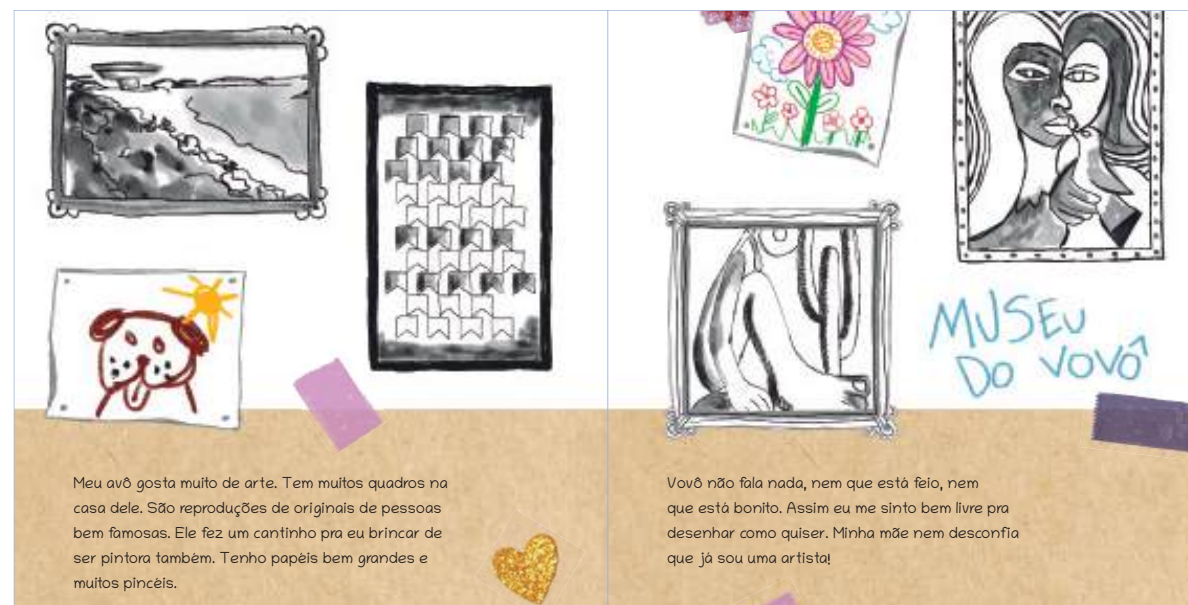 MUSEU
DO VOVÔ
Meu avô gosta muito de arte. Tem muitos quadros na
casa dele. São reproduções de originais de pessoas
bem famosas. Ele fez um cantinho pra eu brincar de
ser pintora também. Tenho papéis bem grandes e
muitos pincéis.
Vovô não fala nada, nem que está feio, nem
que está bonito. Assim eu me sinto bem livre pra
desenhar como quiser. Minha mãe nem desconfia
que já sou uma artista!